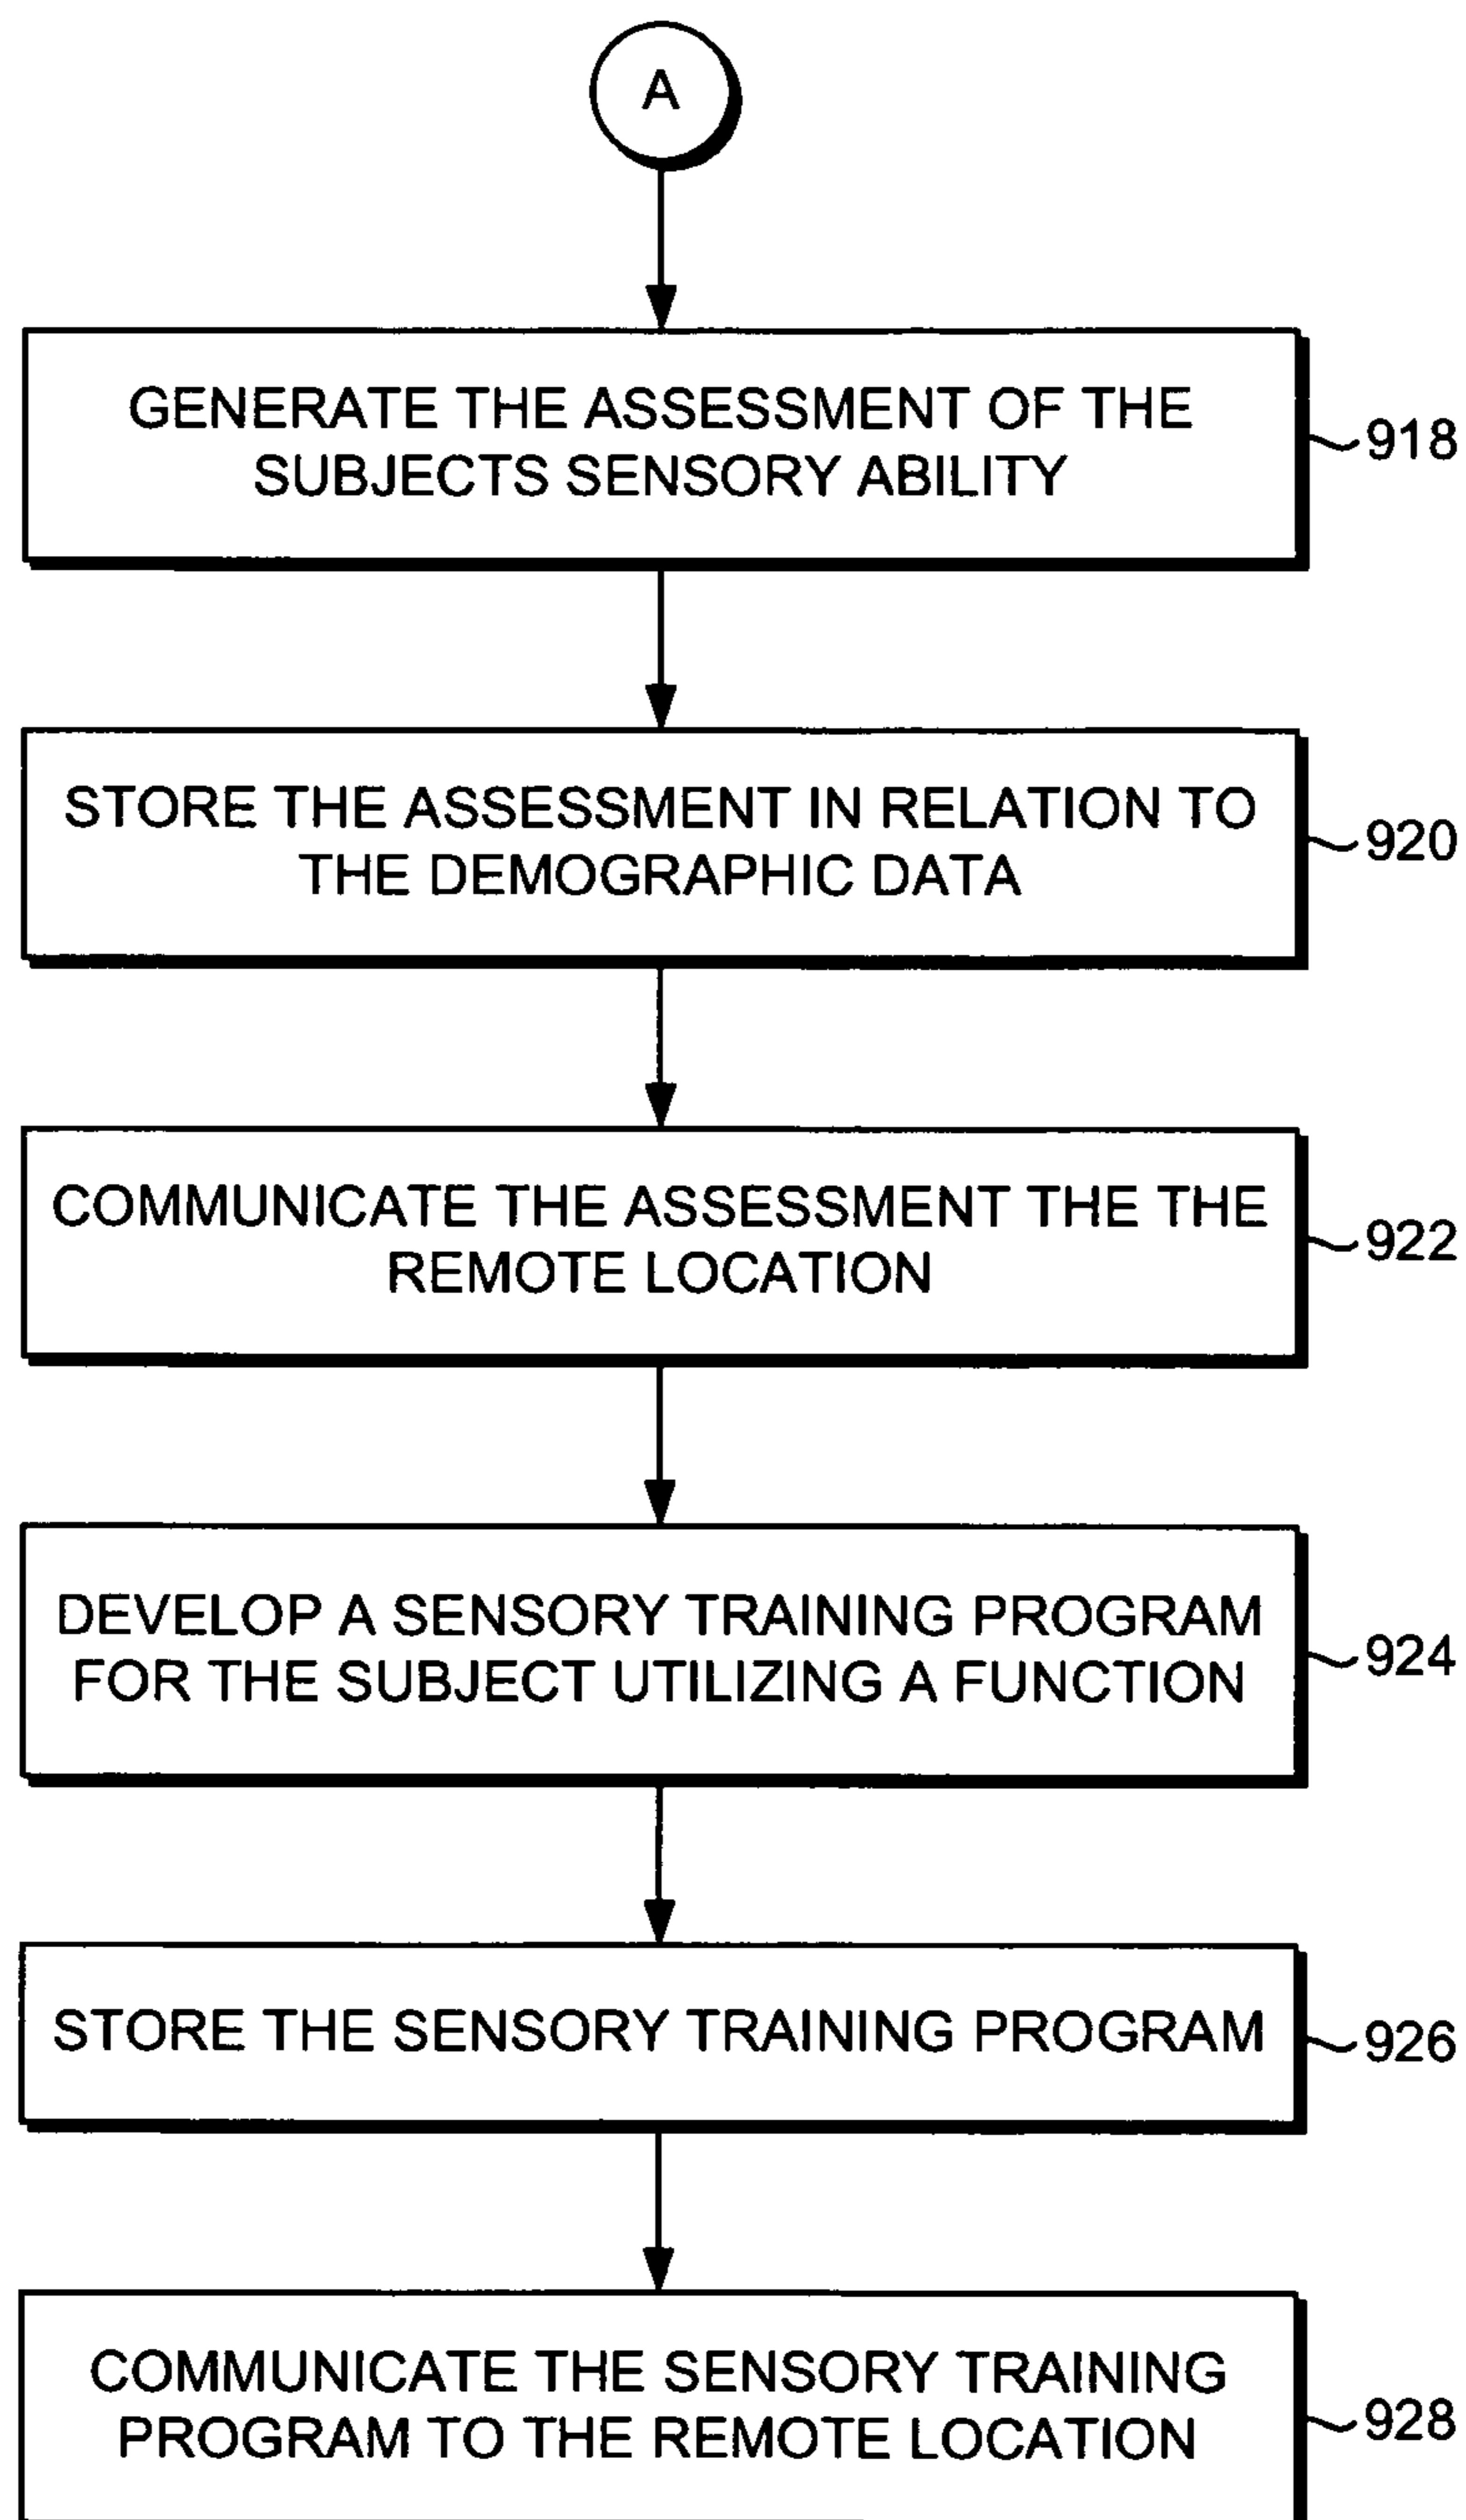 A
GENERATE THE ASSESSMENT OF THE
SUBJECTS SENSORY ABILITY
918
STORE THE ASSESSMENT IN RELATION TO
THE DEMOGRAPHIC DATA
920
COMMUNICATE THE ASSESSMENT THE THE
REMOTE LOCATION
922
DEVELOP A SENSORY TRAINING PROGRAM
FOR THE SUBJECT UTILIZING A FUNCTION
924
STORE THE SENSORY TRAINING PROGRAM
926
COMMUNICATE THE SENSORY TRAINING
PROGRAM TO THE REMOTE LOCATION
928